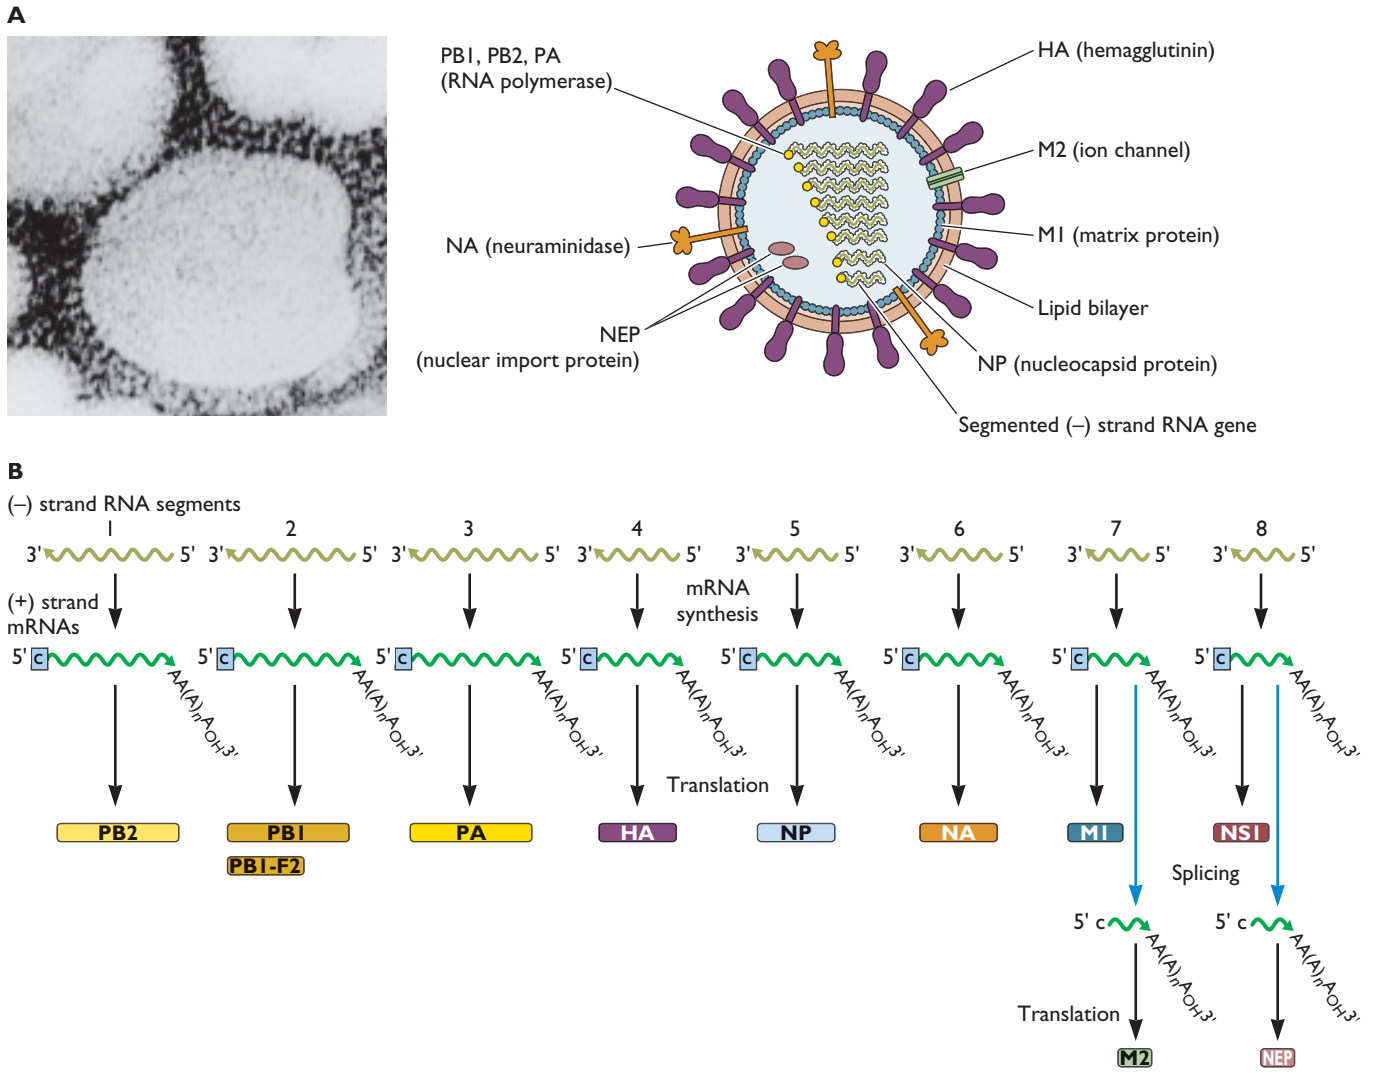 A
PB1, PB2, PA
(RNA polymerase)
HA (hemagglutinin)
M2 (ion channel)
NA (neuraminidase)
M1 (matrix protein)
Lipid bilayer
NEP
(nuclear import protein)
NP (nucleocapsid protein)
Segmented (–) strand RNA gene
B
(–) strand RNA segments
1 2 3 4 5 6 7 8
3' 5' 3' 5' 3' 5' 3' 5' 3' 5' 3' 5' 3' 5' 3' 5'
mRNA
synthesis
(+) strand
mRNAs
5' C AA(A)nAOH3' 5' C AA(A)nAOH3' 5' C AA(A)nAOH3' 5' C AA(A)nAOH3' 5' C AA(A)nAOH3' 5' C AA(A)nAOH3' 5' C AA(A)nAOH3' 5' C AA(A)nAOH3'
Translation
PB2 PB1 PA HA NP NA M1 NS1
PB1-F2
Splicing
5' c AA(A)nAOH3' 5' c AA(A)nAOH3'
Translation
M2 NEP